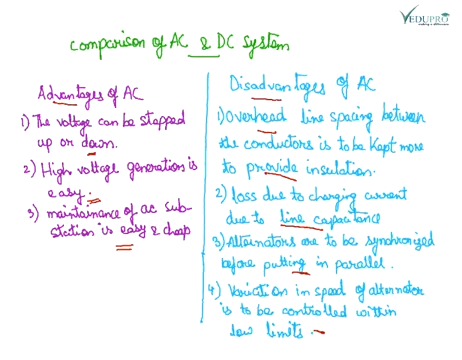 VEDUPRO
comparison of AC & DC system
Advantages of AC
1) The voltage can be stepped
up or down.
2) High voltage generation is
easy.
3) maintainance of ac sub-
station is easy & cheap
Disadvantages of AC
1) Overhead line spacing between
the conductors is to be kept more
to provide insulation.
2) loss due to charging current
due to line capacitance
3) Alternators are to be synchronized
before putting in parallel.
4) Variation in speed of alternator
is to be controlled within
low limits.